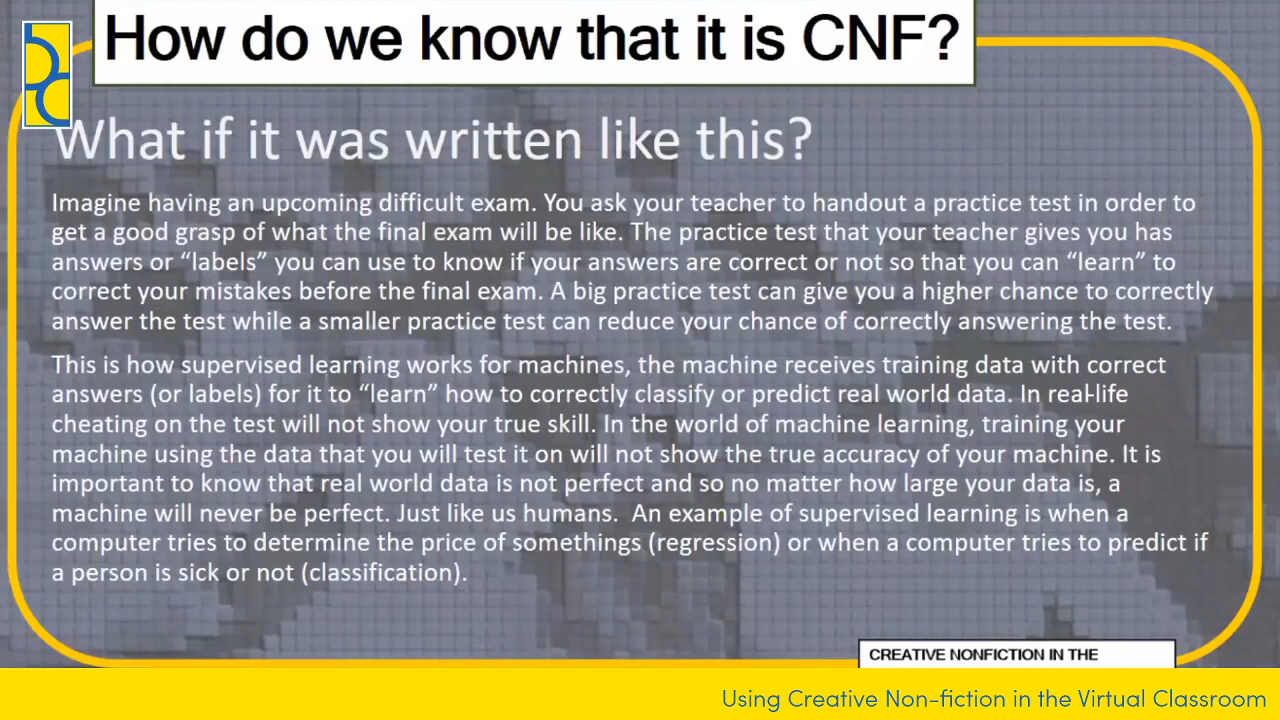 How do we know that it is CNF?
What if it was written like this?
Imagine having an upcoming difficult exam. You ask your teacher to handout a practice test in order to
get a good grasp of what the final exam will be like. The practice test that your teacher gives you has
answers or “labels” you can use to know if your answers are correct or not so that you can “learn” to
correct your mistakes before the final exam. A big practice test can give you a higher chance to correctly
answer the test while a smaller practice test can reduce your chance of correctly answering the test.
This is how supervised learning works for machines, the machine receives training data with correct
answers (or labels) for it to “learn” how to correctly classify or predict real world data. In real-life
cheating on the test will not show your true skill. In the world of machine learning, training your
machine using the data that you will test it on will not show the true accuracy of your machine. It is
important to know that real world data is not perfect and so no matter how large your data is, a
machine will never be perfect. Just like us humans.  An example of supervised learning is when a
computer tries to determine the price of somethings (regression) or when a computer tries to predict if
a person is sick or not (classification).
CREATIVE NONFICTION IN THE
Using Creative Non-fiction in the Virtual Classroom